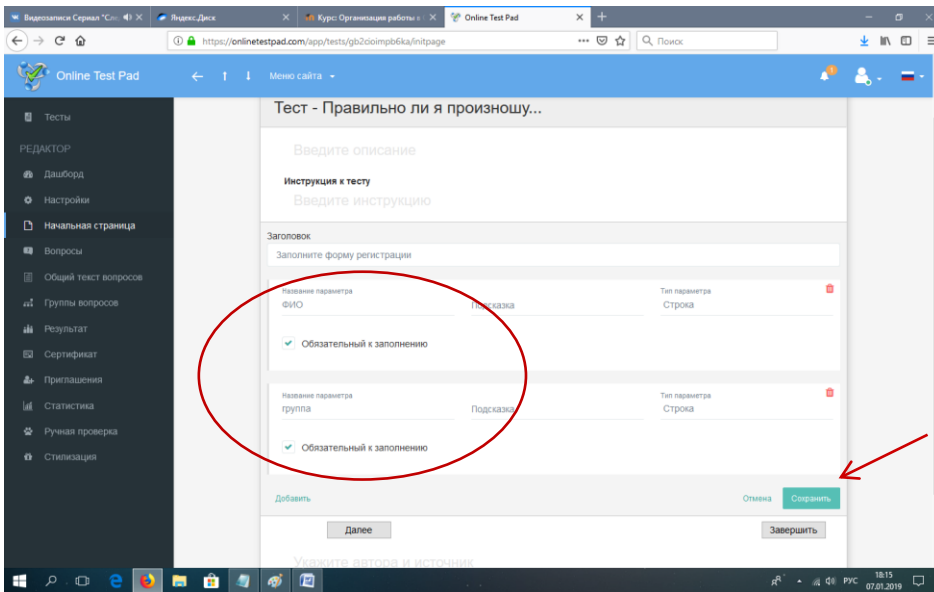 Видеозаписи Сериал "Сло
Яндекс.Диск
Курс: Организация работы в
Online Test Pad
https://onlinetestpad.com/app/tests/gb2cioimpb6ka/initpage
Поиск
Online Test Pad
Меню сайта
1
Тесты
РЕДАКТОР
Дашборд
Настройки
Начальная страница
Вопросы
Общий текст вопросов
Группы вопросов
Результат
Сертификат
Приглашения
Статистика
Ручная проверка
Стилизация
Тест - Правильно ли я произношу...
Введите описание
Инструкция к тесту
Введите инструкцию
Заголовок
Заполните форму регистрации
Название параметра
Тип параметра
ФИО
Подсказка
Строка
Обязательный к заполнению
Название параметра
Тип параметра
группа
Подсказка
Строка
Обязательный к заполнению
Добавить
Отмена
Сохранить
Далее
Завершить
Укажите автора и источник
РУС
18:15
07.01.2019